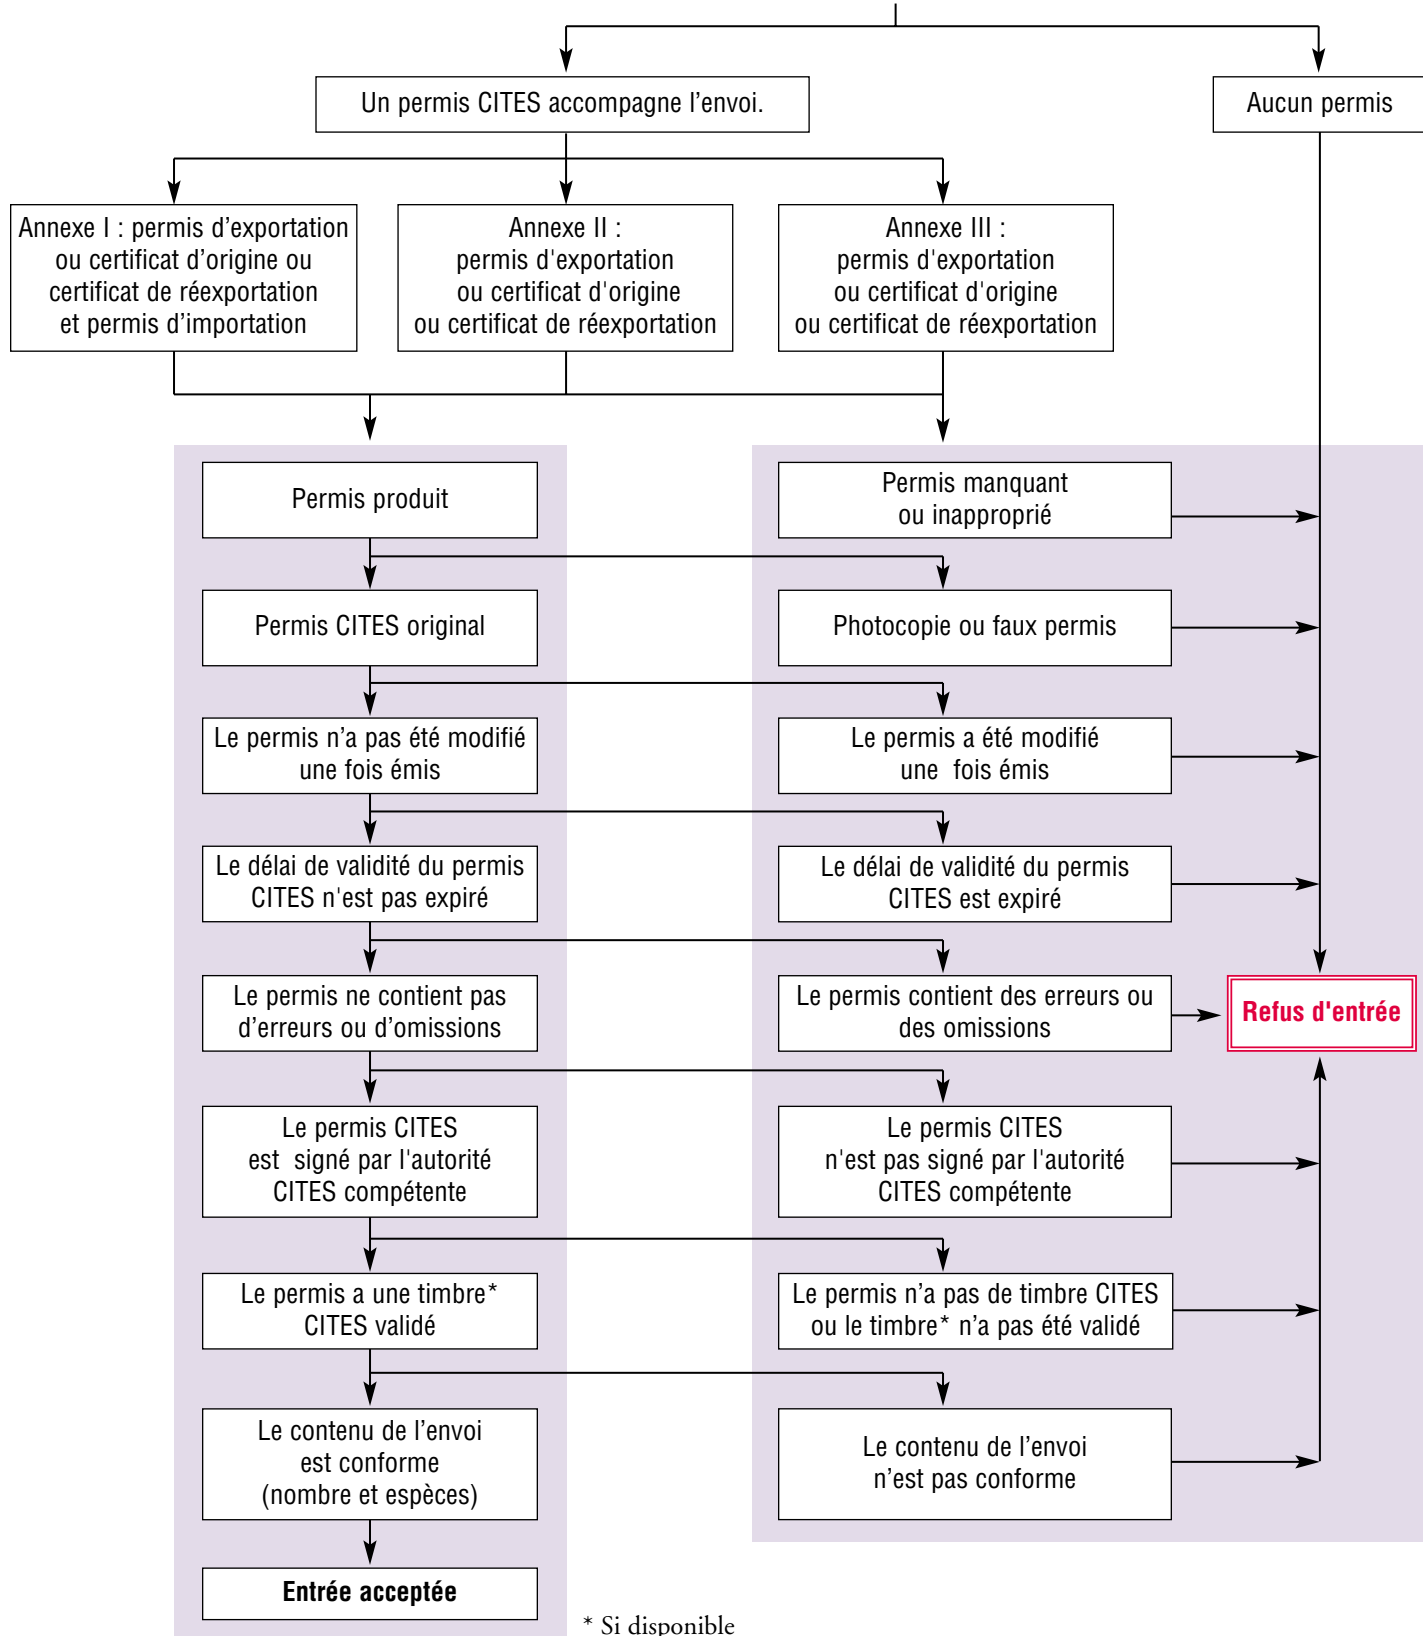 Un permis CITES accompagne l’envoi.
Aucun permis
Annexe I : permis d’exportation
ou certificat d’origine ou
certificat de réexportation
et permis d’importation
Annexe II :
permis d'exportation
ou certificat d'origine
ou certificat de réexportation
Annexe III :
permis d'exportation
ou certificat d'origine
ou certificat de réexportation
Permis produit
Permis manquant
ou inapproprié
Permis CITES original
Photocopie ou faux permis
Le permis n’a pas été modifié
une fois émis
Le permis a été modifié
une  fois émis
Le délai de validité du permis
CITES n'est pas expiré
Le délai de validité du permis
CITES est expiré
Le permis ne contient pas
d’erreurs ou d’omissions
Le permis contient des erreurs ou
des omissions
Refus d'entrée
Le permis CITES
est  signé par l'autorité
CITES compétente
Le permis CITES
n'est pas signé par l'autorité
CITES compétente
Le permis a une timbre*
CITES validé
Le permis n’a pas de timbre CITES
ou le timbre* n’a pas été validé
Le contenu de l’envoi
est conforme
(nombre et espèces)
Le contenu de l’envoi
n’est pas conforme
Entrée acceptée
* Si disponible